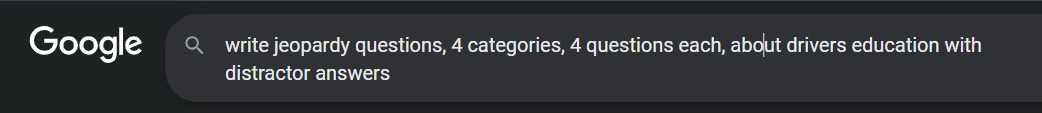 Google
write jeopardy questions, 4 categories, 4 questions each, about drivers education with
distractor answers